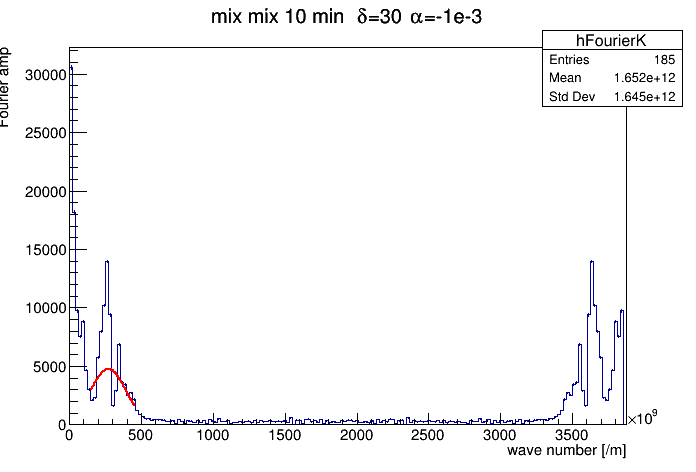 mix mix 10 min δ=30 α=-1e-3
hFourierK
Entries 185
Mean 1.652e+12
Std Dev 1.645e+12
Fourier amp
30000
25000
20000
15000
10000
5000
0
0 500 1000 1500 2000 2500 3000 3500
×10⁹
wave number [/m]